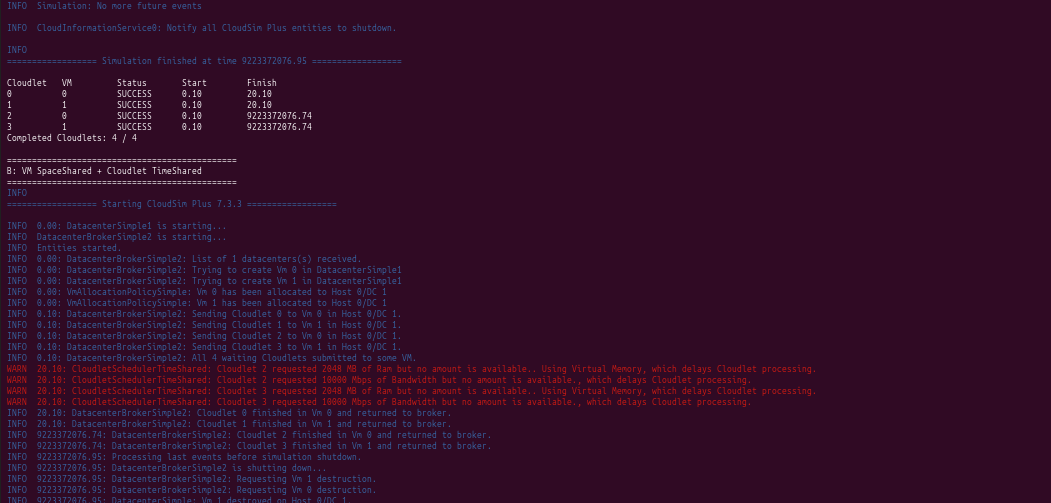 INFO  Simulation: No more future events
INFO  CloudInformationService0: Notify all CloudSim Plus entities to shutdown.
INFO
================== Simulation finished at time 9223372076.95 ==================
Cloudlet   VM         Status       Start        Finish
0          0          SUCCESS      0.10         20.10
1          1          SUCCESS      0.10         20.10
2          0          SUCCESS      0.10         9223372076.74
3          1          SUCCESS      0.10         9223372076.74
Completed Cloudlets: 4 / 4
==============================================
B: VM SpaceShared + Cloudlet TimeShared
==============================================
INFO
================== Starting CloudSim Plus 7.3.3 ==================
INFO  0.00: DatacenterSimple1 is starting...
INFO  DatacenterBrokerSimple2 is starting...
INFO  Entities started.
INFO  0.00: DatacenterBrokerSimple2: List of 1 datacenters(s) received.
INFO  0.00: DatacenterBrokerSimple2: Trying to create Vm 0 in DatacenterSimple1
INFO  0.00: DatacenterBrokerSimple2: Trying to create Vm 1 in DatacenterSimple1
INFO  0.00: VmAllocationPolicySimple: Vm 0 has been allocated to Host 0/DC 1
INFO  0.00: VmAllocationPolicySimple: Vm 1 has been allocated to Host 0/DC 1
INFO  0.10: DatacenterBrokerSimple2: Sending Cloudlet 0 to Vm 0 in Host 0/DC 1.
INFO  0.10: DatacenterBrokerSimple2: Sending Cloudlet 1 to Vm 1 in Host 0/DC 1.
INFO  0.10: DatacenterBrokerSimple2: Sending Cloudlet 2 to Vm 0 in Host 0/DC 1.
INFO  0.10: DatacenterBrokerSimple2: Sending Cloudlet 3 to Vm 1 in Host 0/DC 1.
INFO  0.10: DatacenterBrokerSimple2: All 4 waiting Cloudlets submitted to some VM.
WARN  20.10: CloudletSchedulerTimeShared: Cloudlet 2 requested 2048 MB of Ram but no amount is available.. Using Virtual Memory, which delays Cloudlet processing.
WARN  20.10: CloudletSchedulerTimeShared: Cloudlet 2 requested 10000 Mbps of Bandwidth but no amount is available., which delays Cloudlet processing.
WARN  20.10: CloudletSchedulerTimeShared: Cloudlet 3 requested 2048 MB of Ram but no amount is available.. Using Virtual Memory, which delays Cloudlet processing.
WARN  20.10: CloudletSchedulerTimeShared: Cloudlet 3 requested 10000 Mbps of Bandwidth but no amount is available., which delays Cloudlet processing.
INFO  20.10: DatacenterBrokerSimple2: Cloudlet 0 finished in Vm 0 and returned to broker.
INFO  20.10: DatacenterBrokerSimple2: Cloudlet 1 finished in Vm 1 and returned to broker.
INFO  9223372076.74: DatacenterBrokerSimple2: Cloudlet 2 finished in Vm 0 and returned to broker.
INFO  9223372076.74: DatacenterBrokerSimple2: Cloudlet 3 finished in Vm 1 and returned to broker.
INFO  9223372076.95: Processing last events before simulation shutdown.
INFO  9223372076.95: DatacenterBrokerSimple2 is shutting down...
INFO  9223372076.95: DatacenterBrokerSimple2: Requesting Vm 1 destruction.
INFO  9223372076.95: DatacenterBrokerSimple2: Requesting Vm 0 destruction.
INFO  9223372076.95: DatacenterSimple: Vm 1 destroyed on Host 0/DC 1.